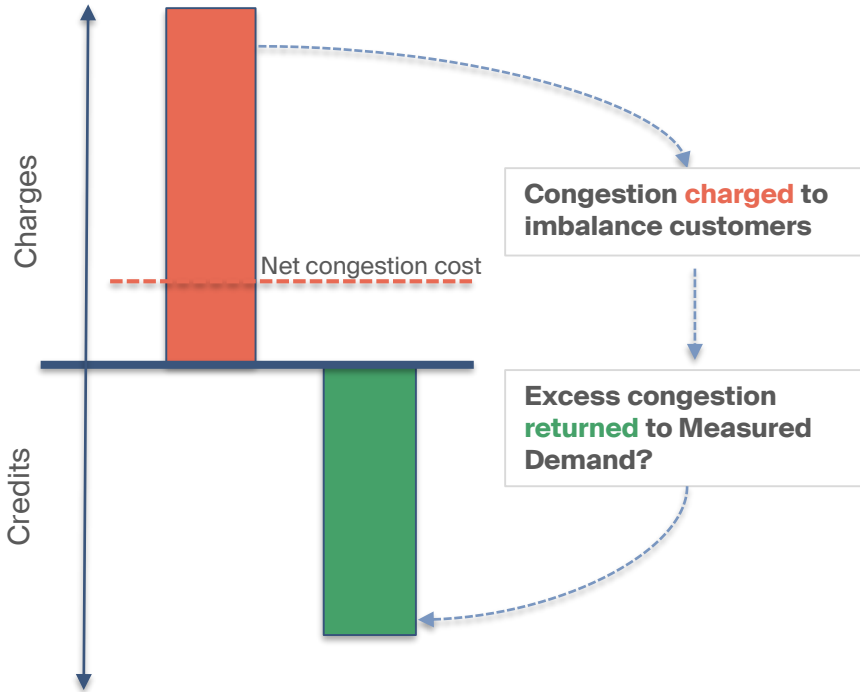 Charges
Net congestion cost
Credits
Congestion charged to
imbalance customers
Excess congestion
returned to Measured
Demand?